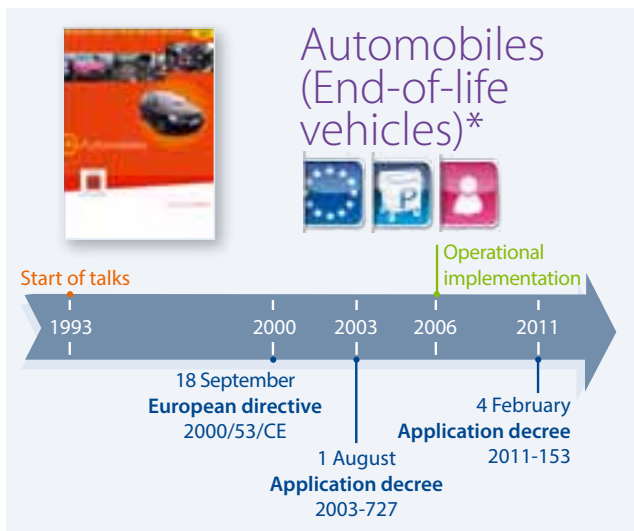 Automobiles
Automobiles
(End-of-life
vehicles)*
P
Operational
implementation
Start of talks
1993
2000
2003
2006
2011
18 September
European directive
2000/53/CE
1 August
Application decree
2003-727
4 February
Application decree
2011-153